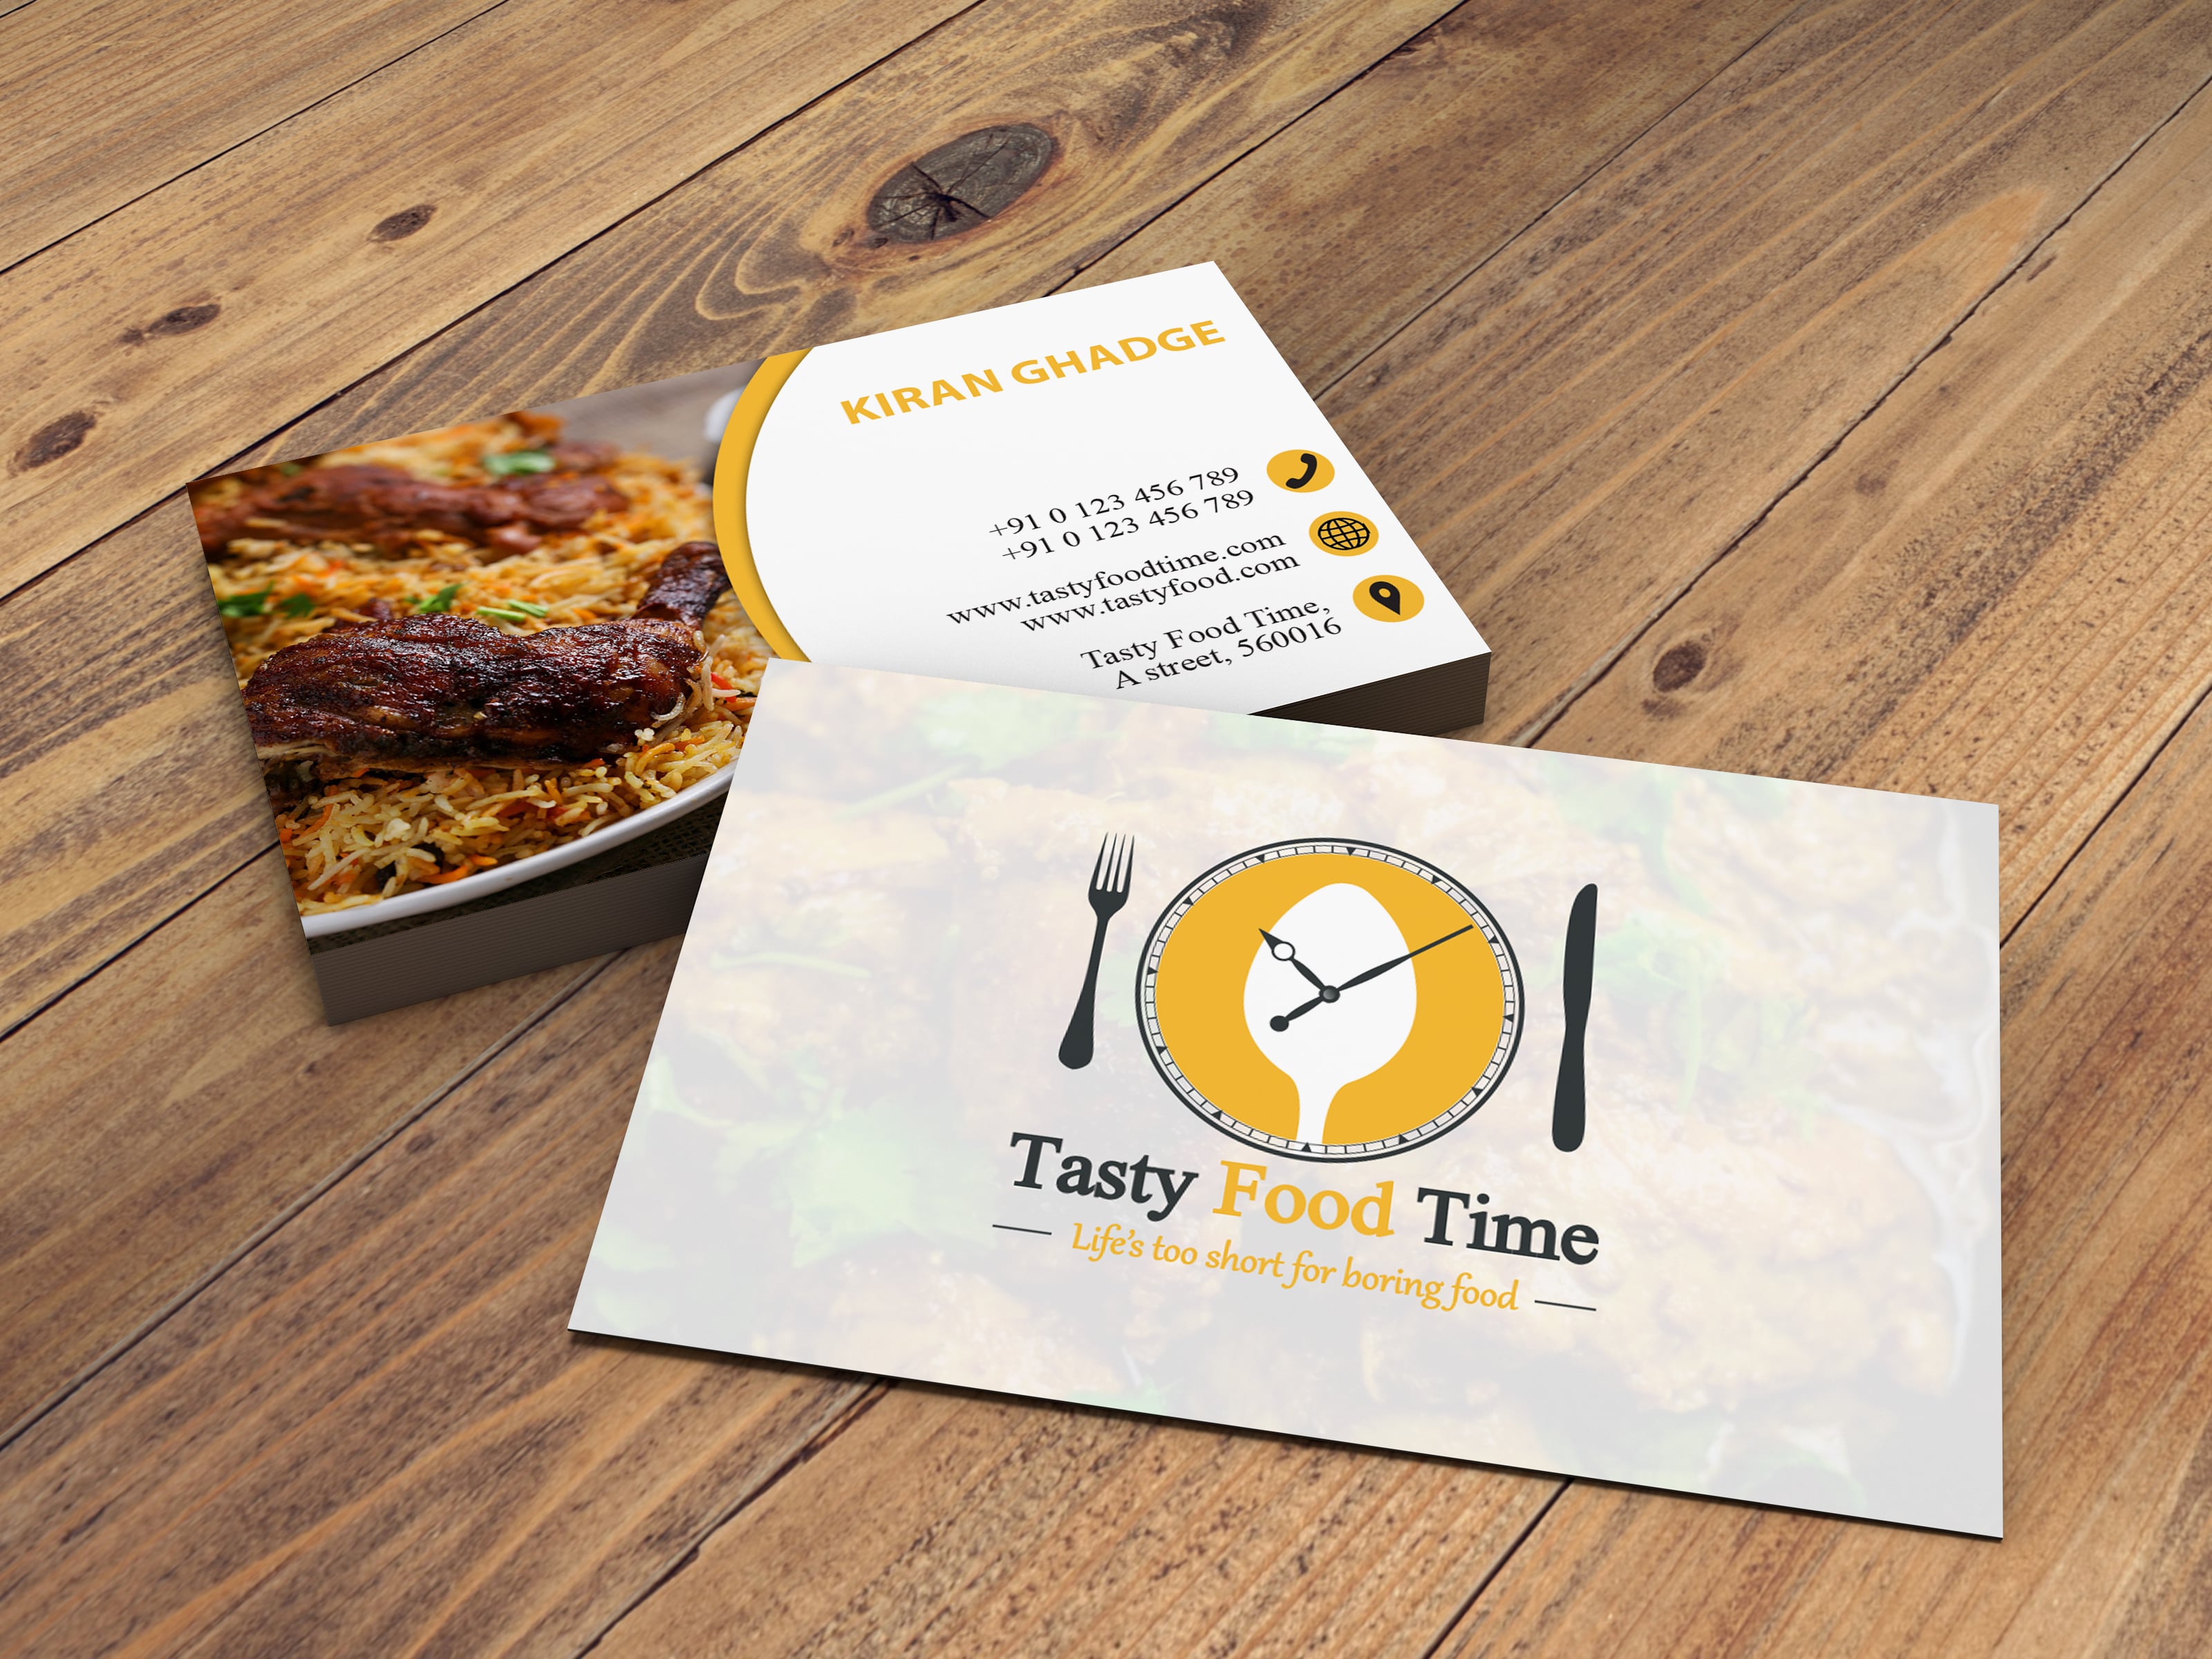 KIRAN GHADGE
+91 0 123 456 789
+91 0 123 456 789
www.tastyfoodtime.com
www.tastyfood.com
Tasty Food Time,
A street, 560016
Tasty Food Time
Life's too short for boring food